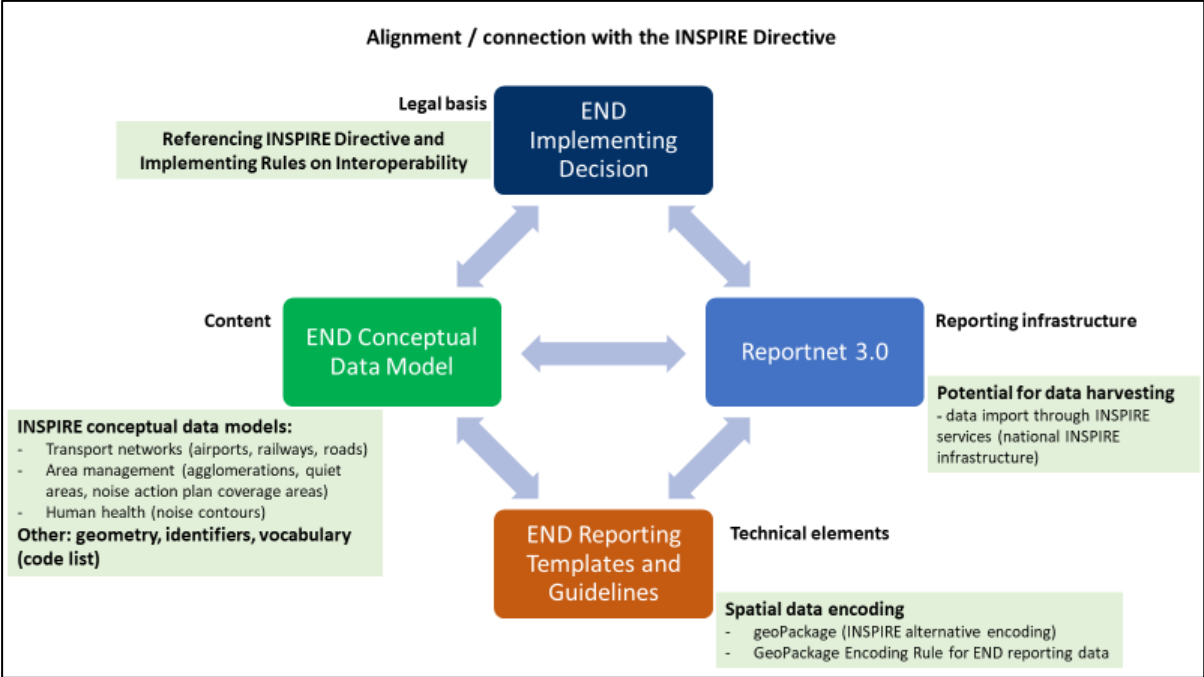 Alignment / connection with the INSPIRE Directive
Legal basis
Referencing INSPIRE Directive and
Implementing Rules on Interoperability
END
Implementing
Decision
Content
END Conceptual
Data Model
Reportnet 3.0
Reporting infrastructure
INSPIRE conceptual data models:
- Transport networks (airports, railways, roads)
- Area management (agglomerations, quiet
areas, noise action plan coverage areas)
- Human health (noise contours)
Other: geometry, identifiers, vocabulary
(code list)
Potential for data harvesting
- data import through INSPIRE
services (national INSPIRE
infrastructure)
END Reporting
Templates and
Guidelines
Technical elements
Spatial data encoding
- geoPackage (INSPIRE alternative encoding)
- GeoPackage Encoding Rule for END reporting data